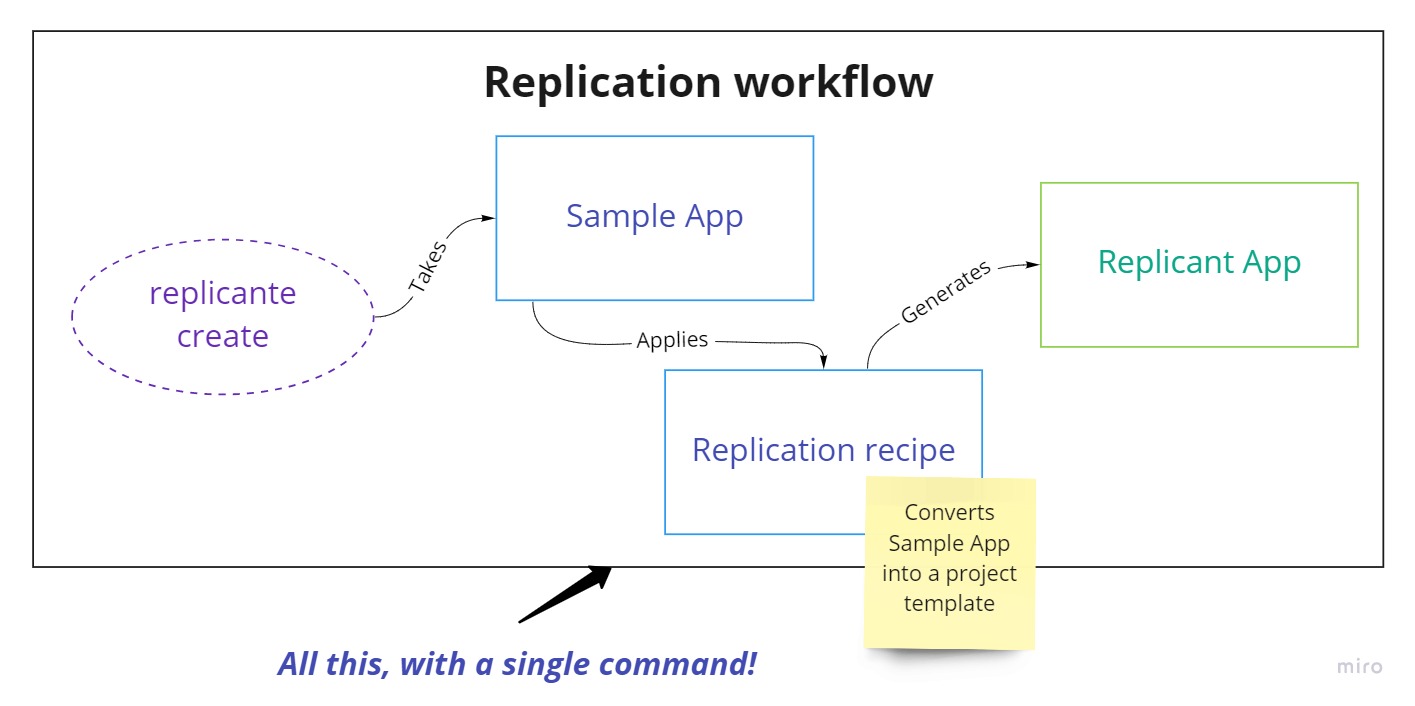 Replication workflow
Sample App
Replicant App
Takes
Generates
replicante
create
Applies
Replication recipe
Converts
Sample App
into a project
template
All this, with a single command!
miro